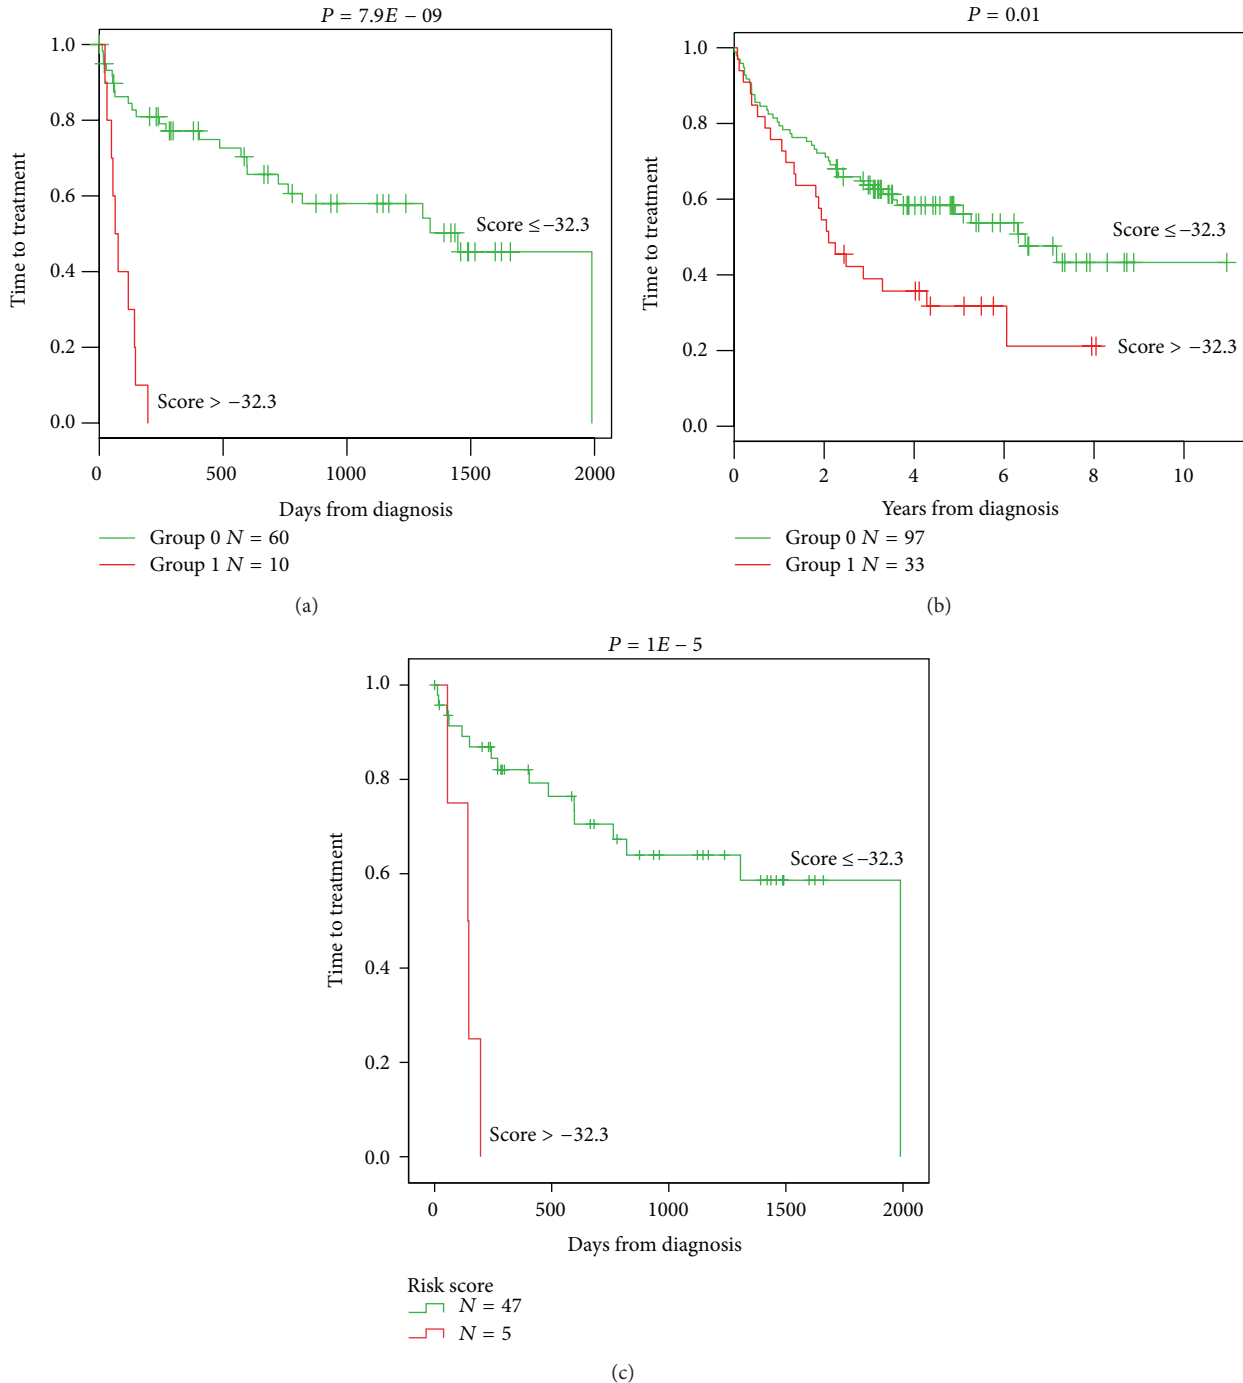 P = 7.9E − 09
1.0
0.8
0.6
0.4
0.2
0.0
Time to treatment
Score ≤ −32.3
Score > −32.3
0 500 1000 1500 2000
Days from diagnosis
Group 0 N = 60
Group 1 N = 10
(a)
P = 0.01
1.0
0.8
0.6
0.4
0.2
0.0
Time to treatment
Score ≤ −32.3
Score > −32.3
0 2 4 6 8 10
Years from diagnosis
Group 0 N = 97
Group 1 N = 33
(b)
P = 1E − 5
1.0
0.8
0.6
0.4
0.2
0.0
Time to treatment
Score ≤ −32.3
Score > −32.3
0 500 1000 1500 2000
Days from diagnosis
Risk score
N = 47
N = 5
(c)